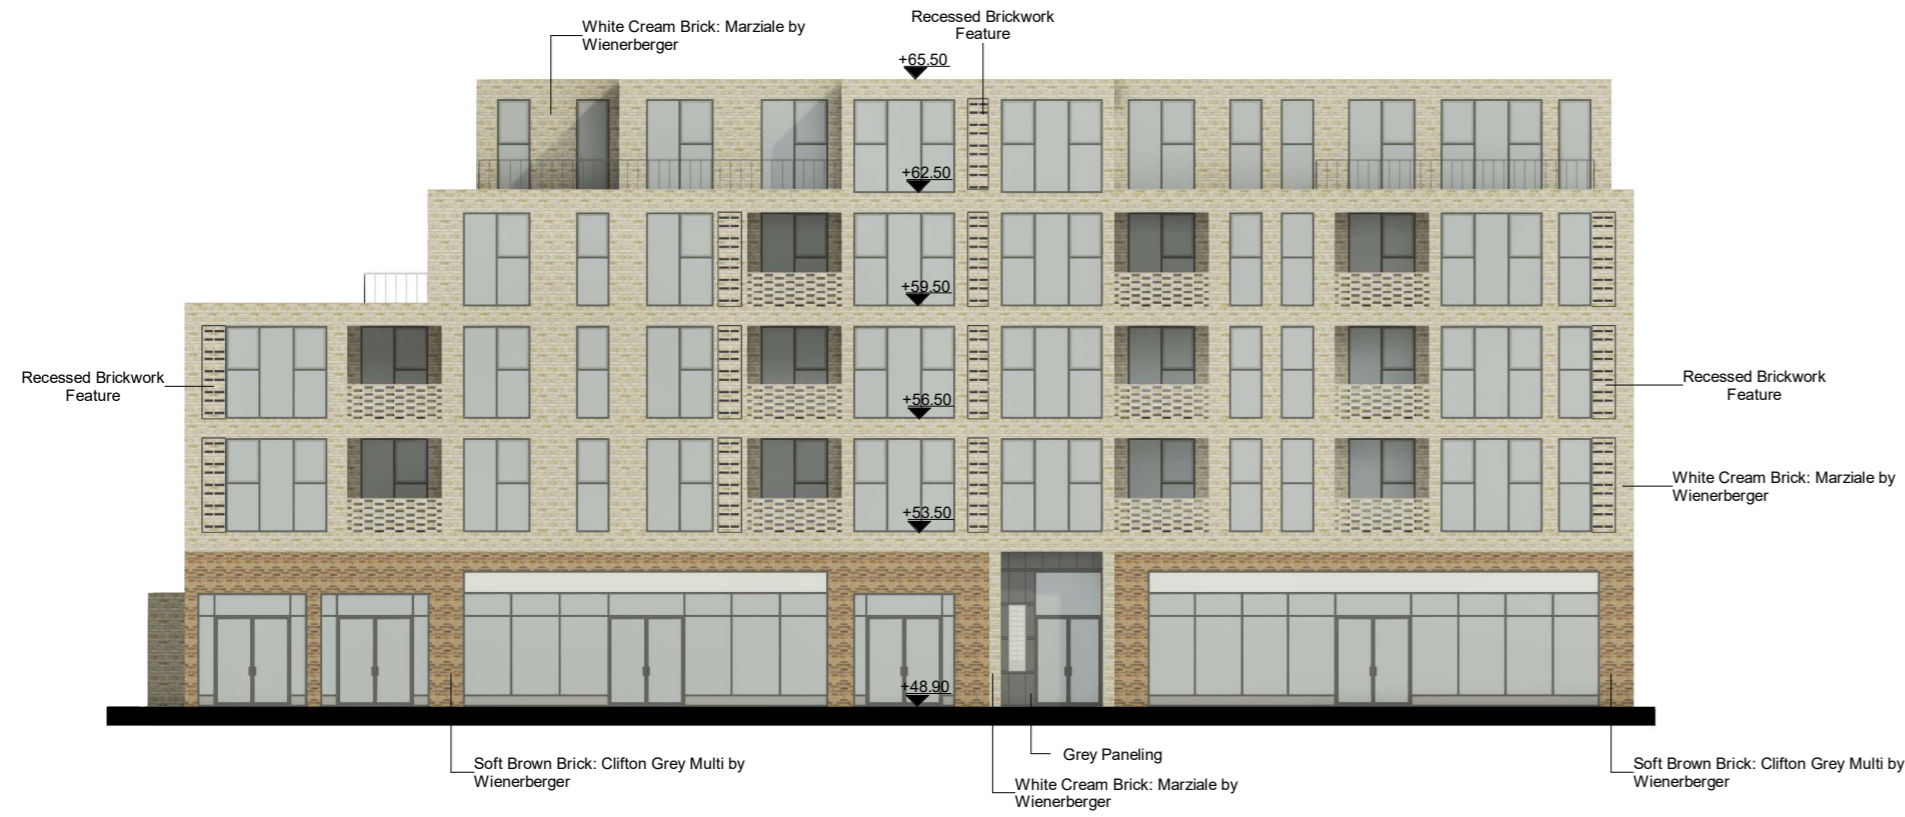 Recessed Brickwork
Feature
White Cream Brick: Marziale by
Wienerberger
+65.50
+62.50
+59.50
Recessed Brickwork
Feature
Recessed Brickwork
Feature
+56.50
White Cream Brick: Marziale by
Wienerberger
+53.50
+48.90
Grey Paneling
Soft Brown Brick: Clifton Grey Multi by
Wienerberger
White Cream Brick: Marziale by
Wienerberger
Soft Brown Brick: Clifton Grey Multi by
Wienerberger